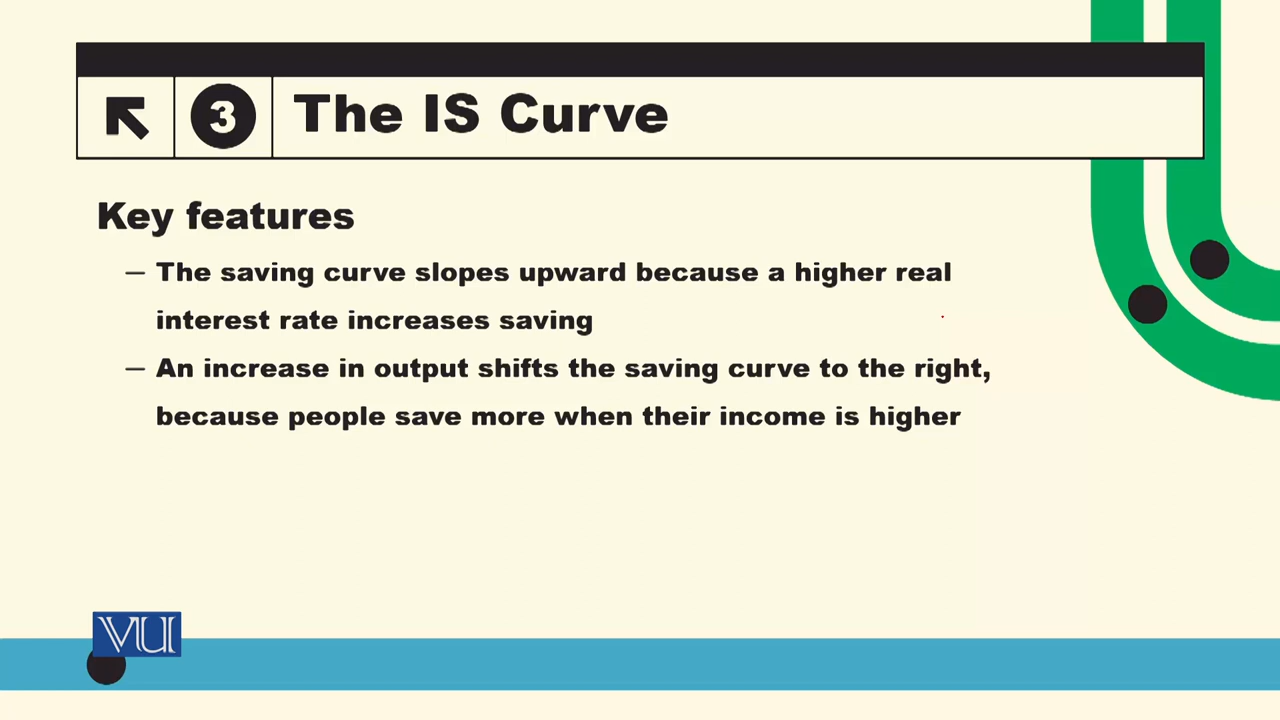 3 The IS Curve
Key features
– The saving curve slopes upward because a higher real
interest rate increases saving
– An increase in output shifts the saving curve to the right,
because people save more when their income is higher
VU